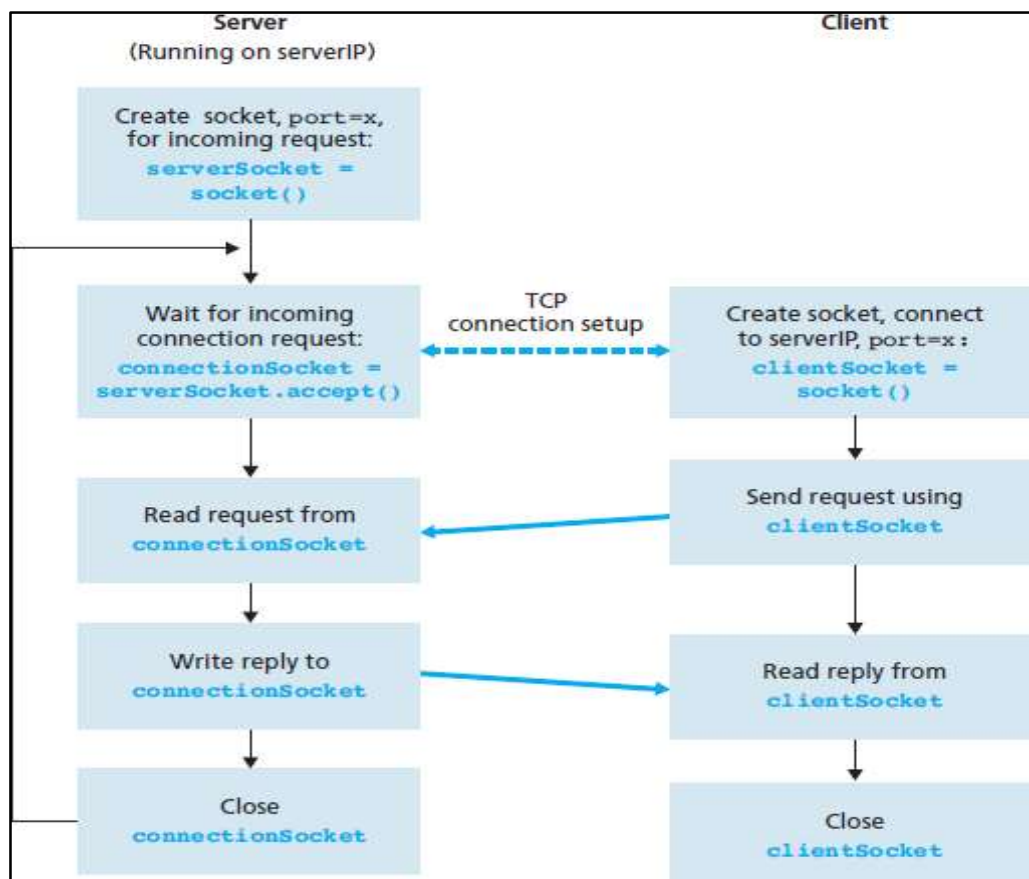 Server
(Running on serverIP)
Create socket, port=x,
for incoming request:
serverSocket =
socket()
Wait for incoming
connection request:
connectionSocket =
serverSocket.accept()
Read request from
connectionSocket
Write reply to
connectionSocket
Close
connectionSocket
TCP
connection setup
Client
Create socket, connect
to serverIP, port=x:
clientSocket =
socket()
Send request using
clientSocket
Read reply from
clientSocket
Close
clientSocket